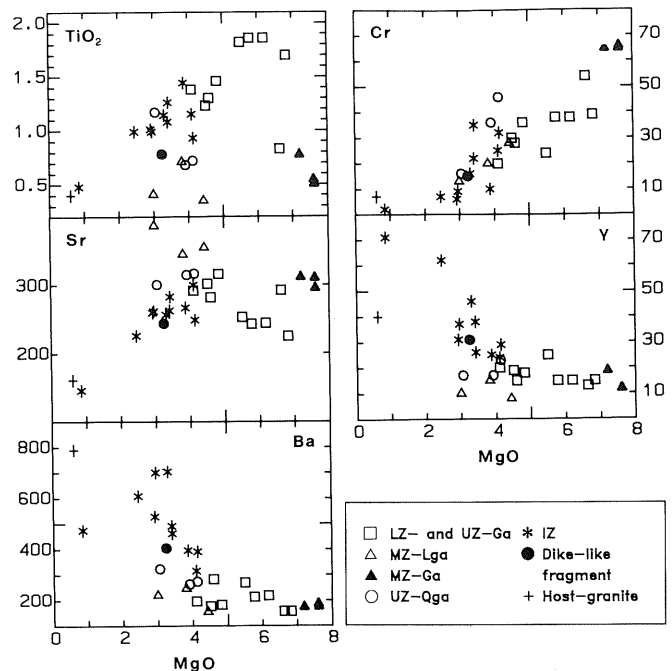 TiO2
2.0
1.5
1.0
0.5
Sr
300
200
Ba
800
600
400
200
0 2 4 6 8
MgO
Cr
70
50
30
10
Y
70
50
30
10
0 2 4 6 8
MgO
□ LZ- and UZ-Ga
△ MZ-Lga
▲ MZ-Ga
○ UZ-Qga
* IZ
● Dike-like
fragment
+ Host-granite